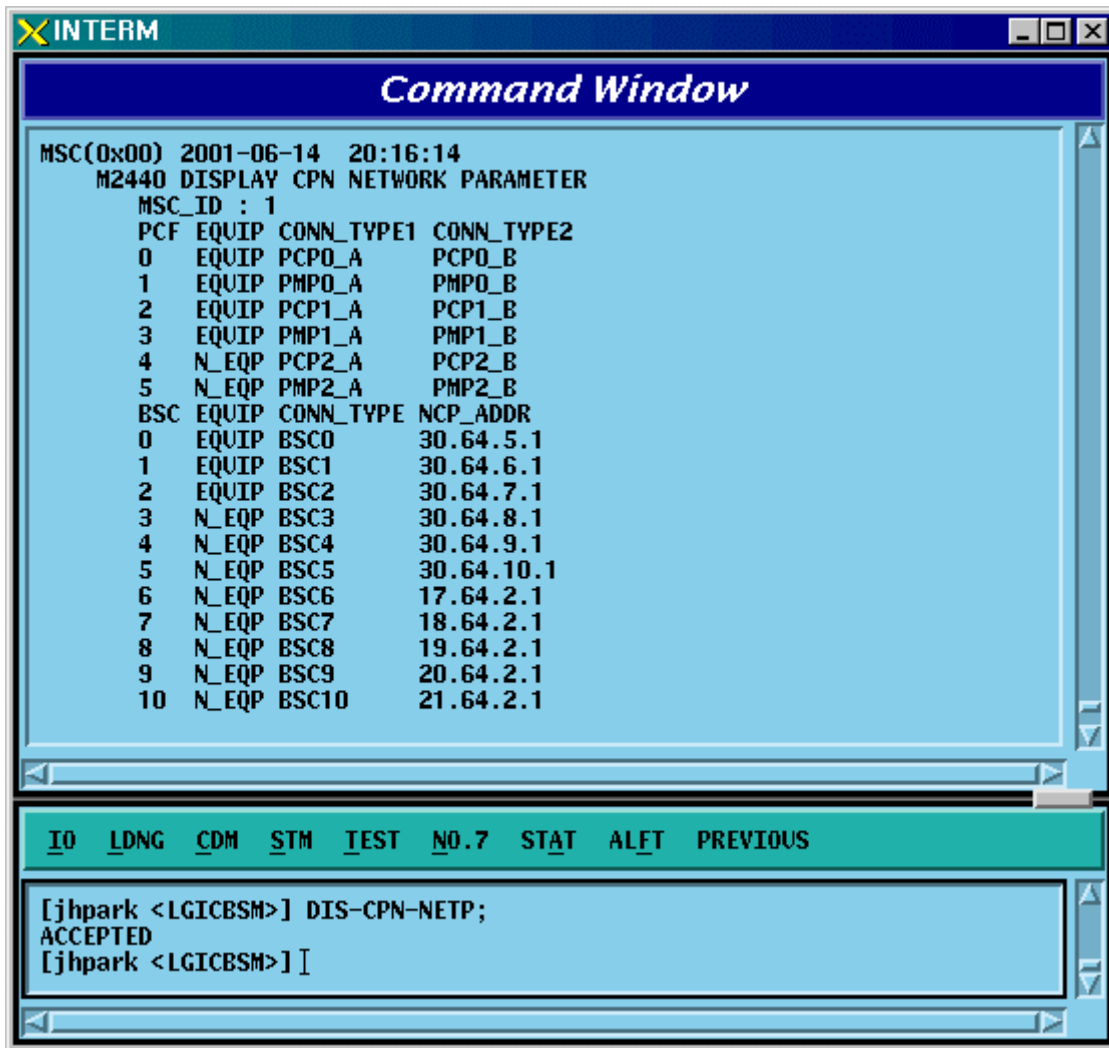 INTERM
Command Window
MSC(0x00) 2001-06-14 20:16:14
M2440 DISPLAY CPN NETWORK PARAMETER
MSC_ID : 1
PCF EQUIP CONN_TYPE1 CONN_TYPE2
0 EQUIP PCP0_A PCP0_B
1 EQUIP PMP0_A PMP0_B
2 EQUIP PCP1_A PCP1_B
3 EQUIP PMP1_A PMP1_B
4 N_EQP PCP2_A PCP2_B
5 N_EQP PMP2_A PMP2_B
BSC EQUIP CONN_TYPE NCP_ADDR
0 EQUIP BSC0 30.64.5.1
1 EQUIP BSC1 30.64.6.1
2 EQUIP BSC2 30.64.7.1
3 N_EQP BSC3 30.64.8.1
4 N_EQP BSC4 30.64.9.1
5 N_EQP BSC5 30.64.10.1
6 N_EQP BSC6 17.64.2.1
7 N_EQP BSC7 18.64.2.1
8 N_EQP BSC8 19.64.2.1
9 N_EQP BSC9 20.64.2.1
10 N_EQP BSC10 21.64.2.1
IO LDNG CDM STM TEST NO.7 STAT ALFT PREVIOUS
[jhpark <LGICBSM>] DIS-CPN-NETP;
ACCEPTED
[jhpark <LGICBSM>]